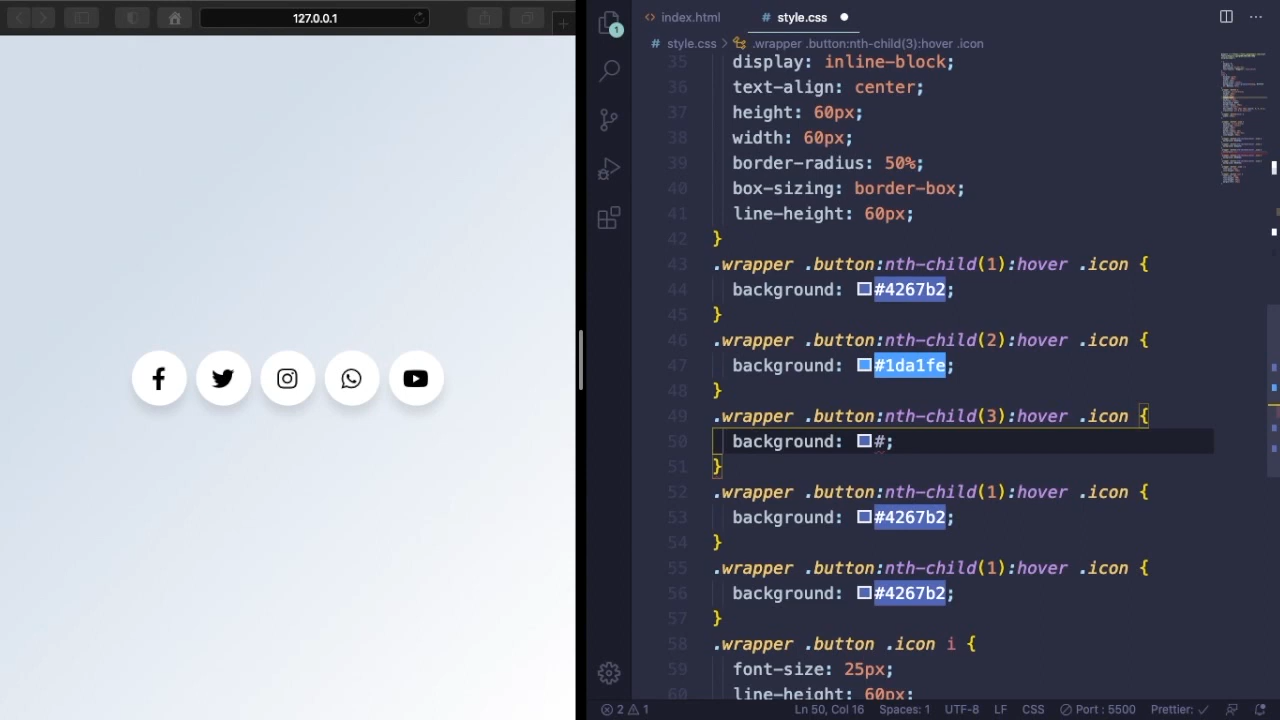 127.0.0.1
index.html
# style.css
1
# style.css > .wrapper .button:nth-child(3):hover .icon
35 display: inline-block;
36 text-align: center;
37 height: 60px;
38 width: 60px;
39 border-radius: 50%;
40 box-sizing: border-box;
41 line-height: 60px;
42 }
43 .wrapper .button:nth-child(1):hover .icon {
44 background: #4267b2;
45 }
46 .wrapper .button:nth-child(2):hover .icon {
47 background: #1da1fe;
48 }
49 .wrapper .button:nth-child(3):hover .icon {
50 background: #;
51 }
52 .wrapper .button:nth-child(1):hover .icon {
53 background: #4267b2;
54 }
55 .wrapper .button:nth-child(1):hover .icon {
56 background: #4267b2;
57 }
58 .wrapper .button .icon i {
59 font-size: 25px;
60 line-height: 60px;
2 1 Ln 50, Col 16 Spaces: 1 UTF-8 LF CSS Port : 5500 Prettier: ✓